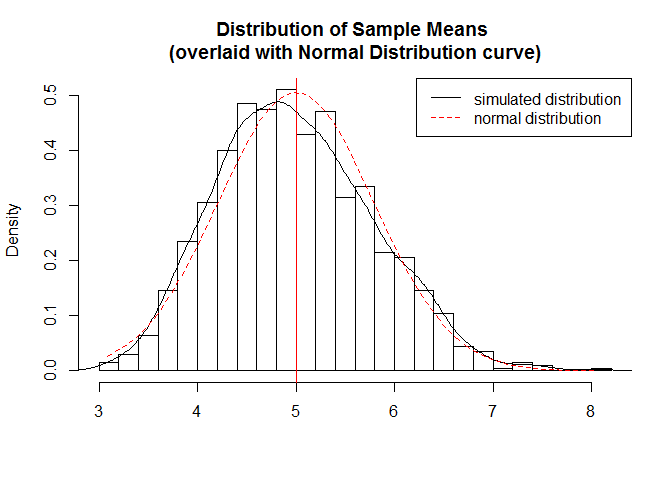 Distribution of Sample Means
(overlaid with Normal Distribution curve)
simulated distribution
normal distribution
Density
0.5
0.4
0.3
0.2
0.1
0.0
3 4 5 6 7 8